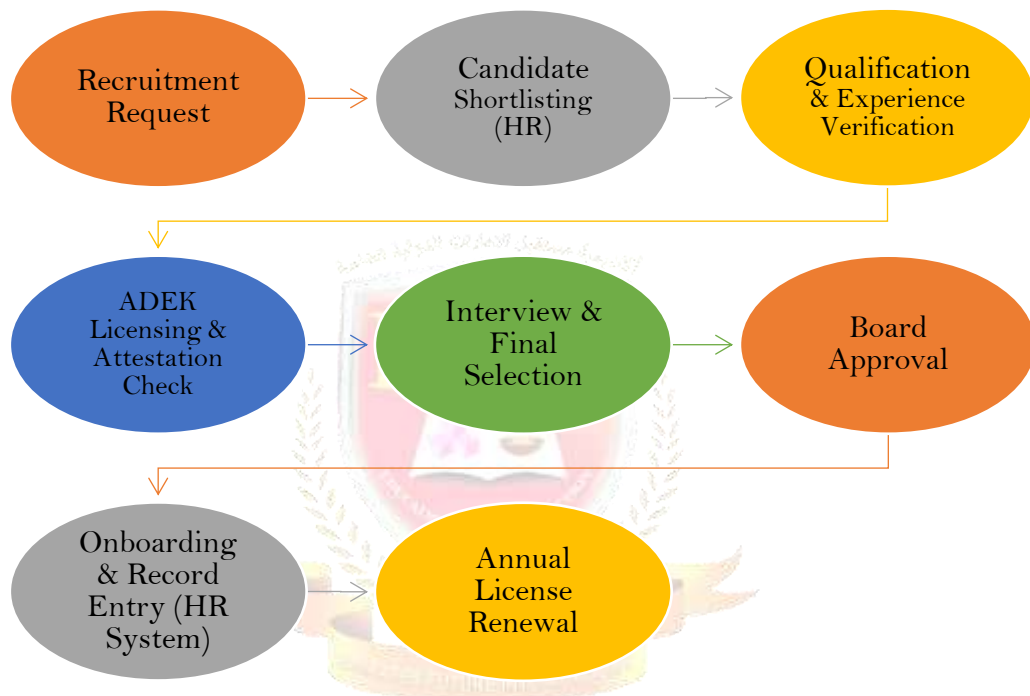 Recruitment
Request
Candidate
Shortlisting
(HR)
Qualification
& Experience
Verification
ADEK
Licensing &
Attestation
Check
Interview &
Final
Selection
Board
Approval
Onboarding
& Record
Entry (HR
System)
Annual
License
Renewal